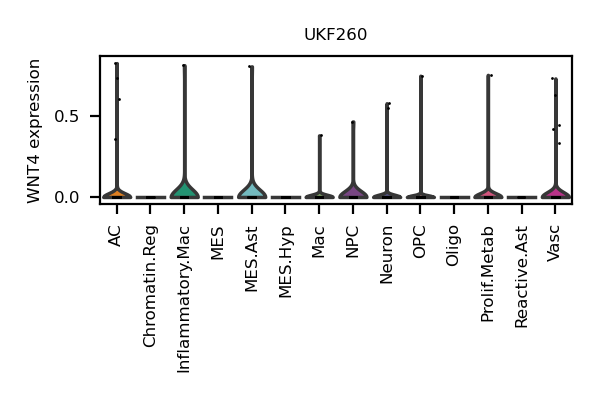 UKF260
WNT4 expression
0.5
0.0
AC
Chromatin.Reg
Inflammatory.Mac
MES
MES.Ast
MES.Hyp
Mac
NPC
Neuron
OPC
Oligo
Prolif.Metab
Reactive.Ast
Vasc